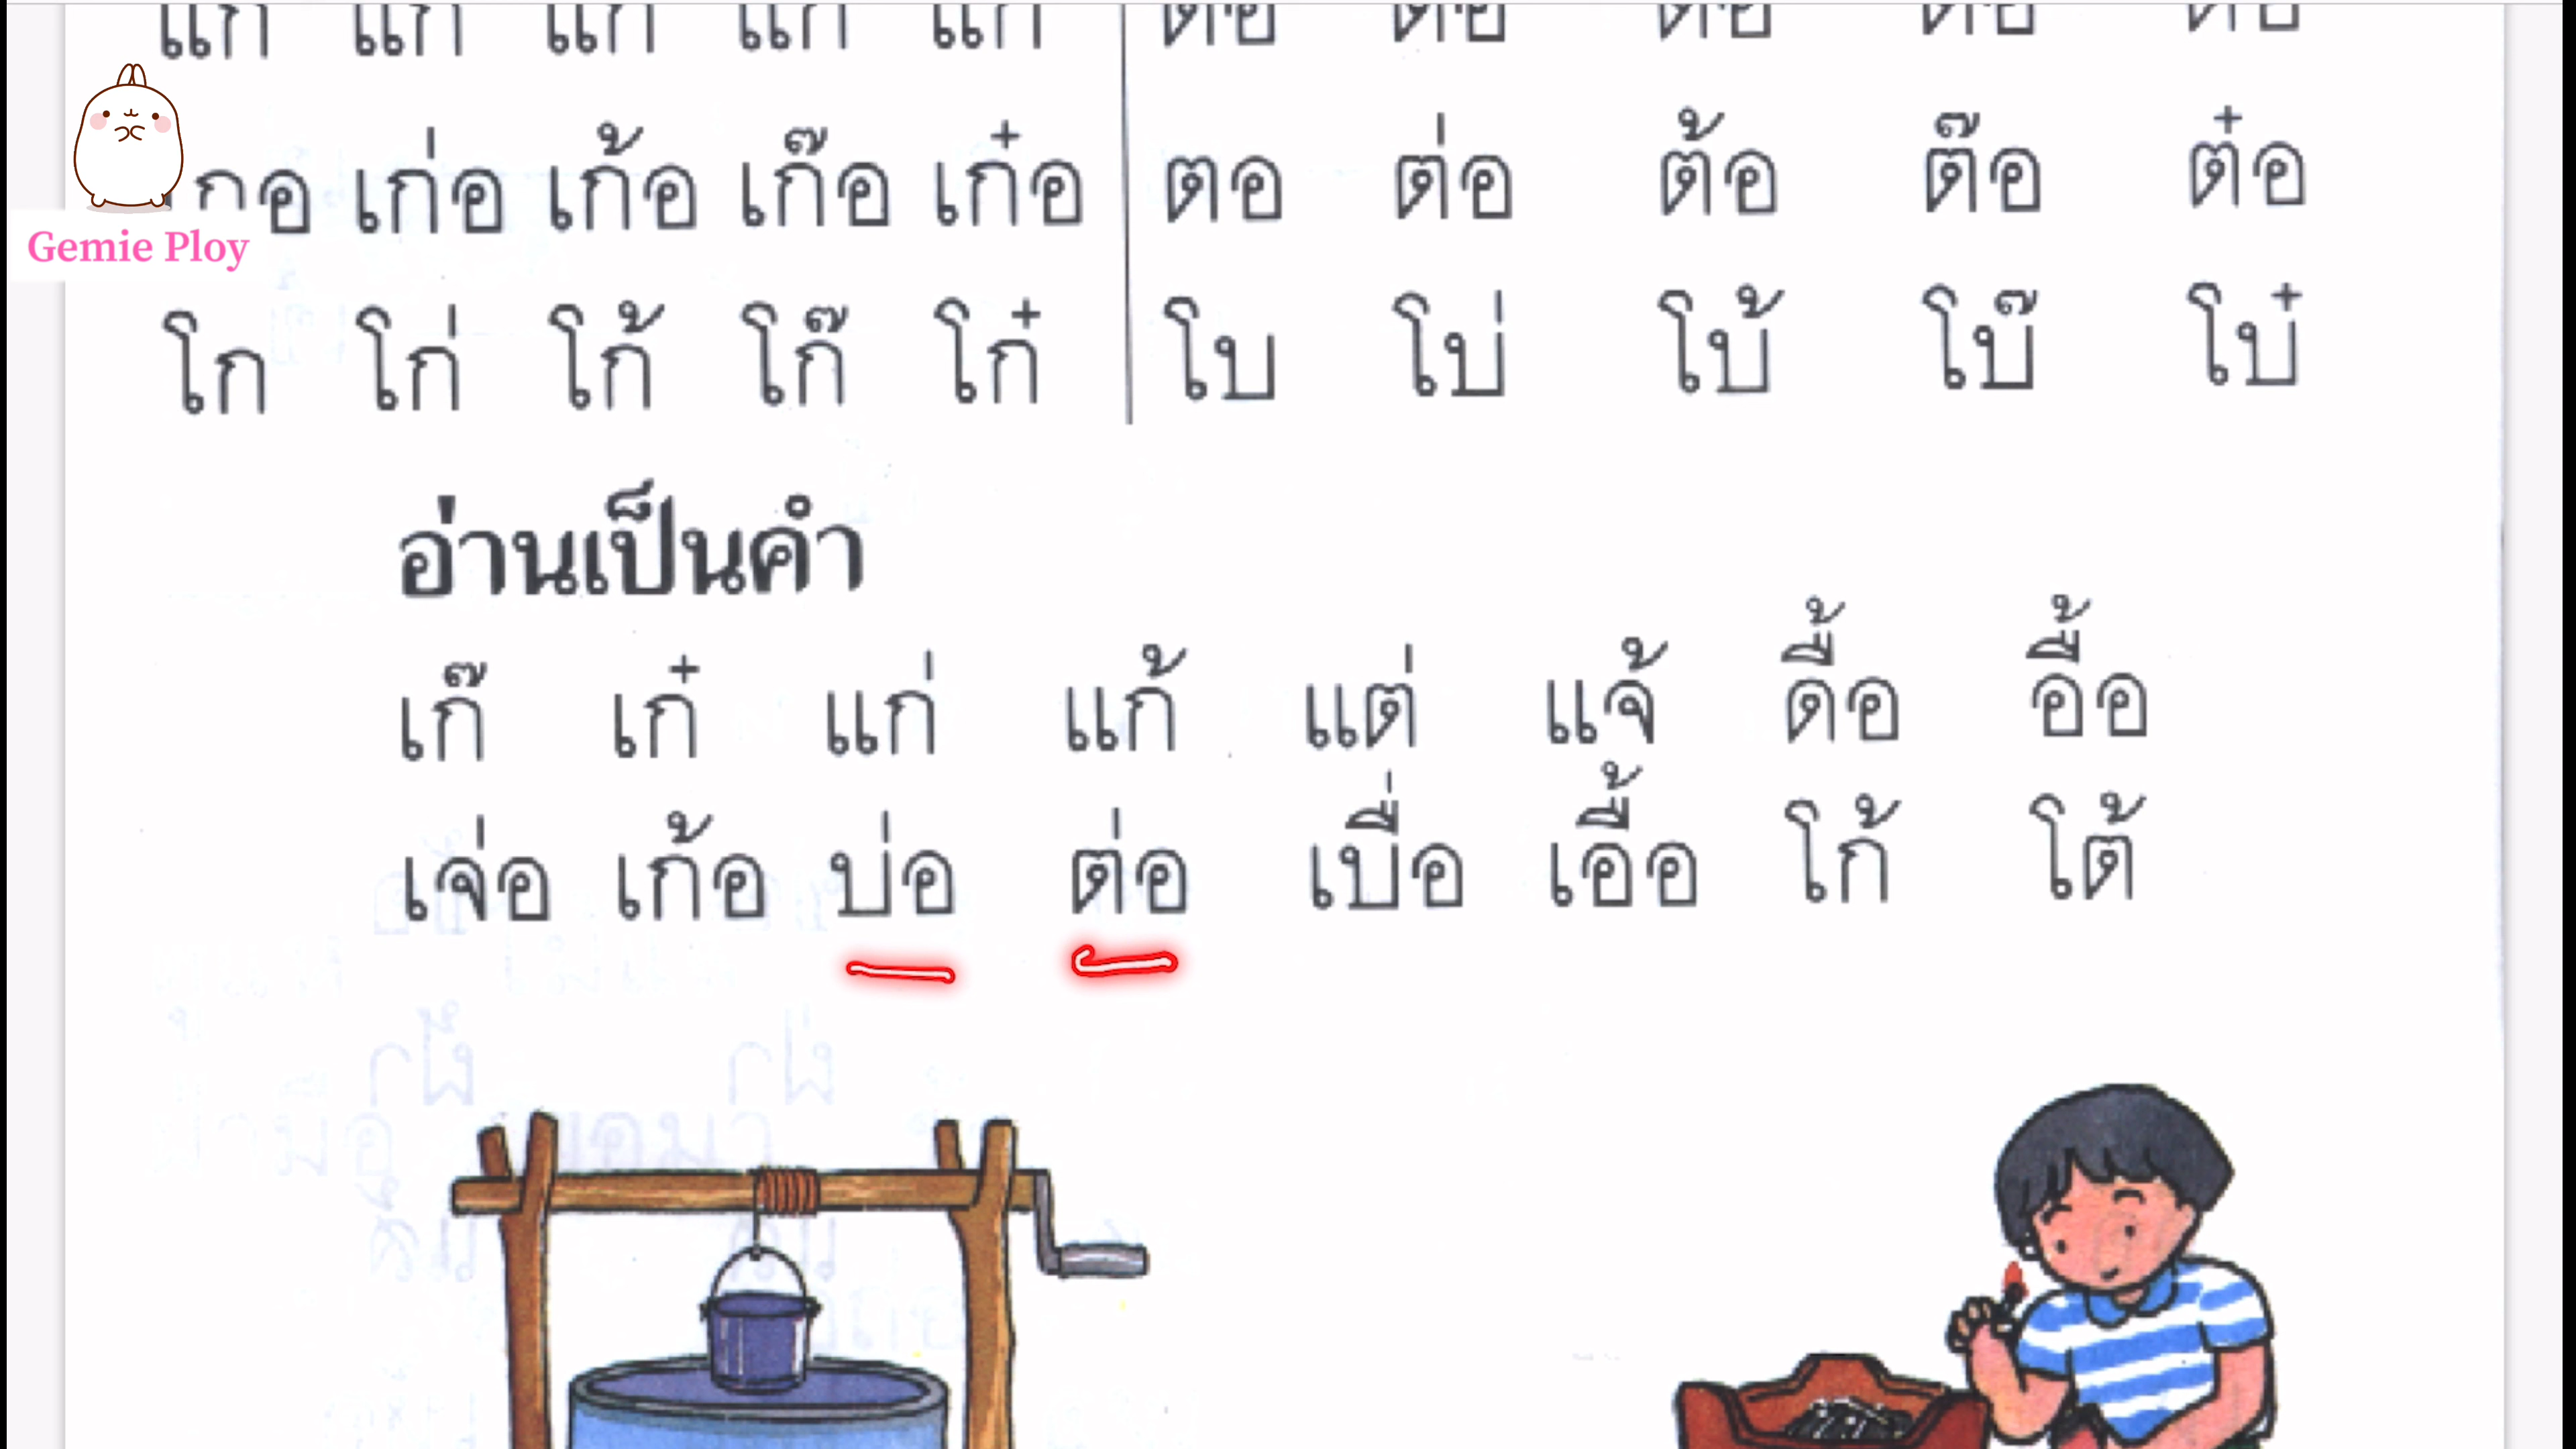 กอ เก่อ เก้อ เก๊อ เก๋อ ตอ ต่อ ต้อ ต๊อ ต๋อ
Gemie Ploy
โก โก่ โก้ โก๊ โก๋ โบ โบ่ โบ้ โบ๊ โบ๋
อ่านเป็นคำ
เก๊ เก๋ แก่ แก้ แต่ แจ้ ดื้อ อื้อ
เจ่อ เก้อ บ่อ ต่อ เบื่อ เอื้อ โก้ โต้